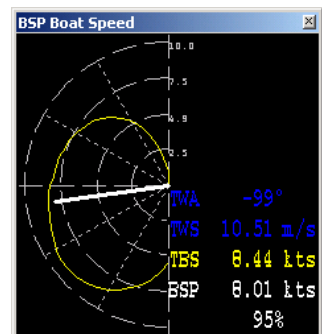 BSP Boat Speed
10.0
7.5
4.9
2.5
TWA -99°
TWS 10.51 m/s
TBS 8.44 kts
BSP 8.01 kts
95%